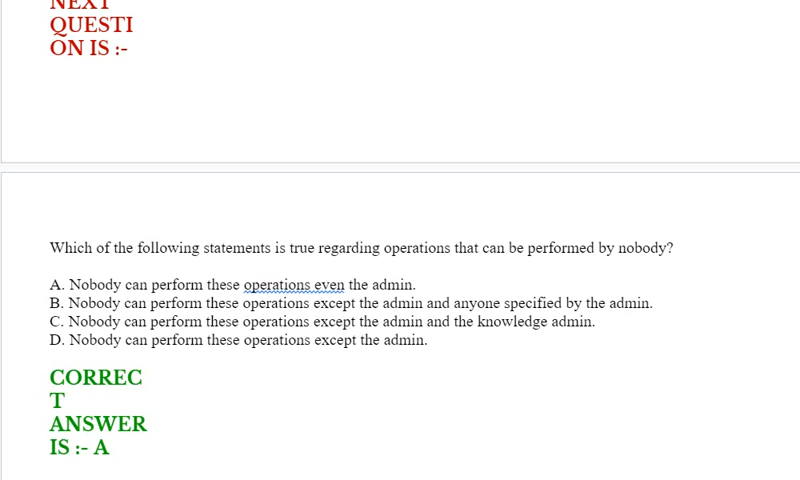 NEXT
QUESTI
ON IS :-
Which of the following statements is true regarding operations that can be performed by nobody?
A. Nobody can perform these operations even the admin.
B. Nobody can perform these operations except the admin and anyone specified by the admin.
C. Nobody can perform these operations except the admin and the knowledge admin.
D. Nobody can perform these operations except the admin.
CORREC
T
ANSWER
IS :- A